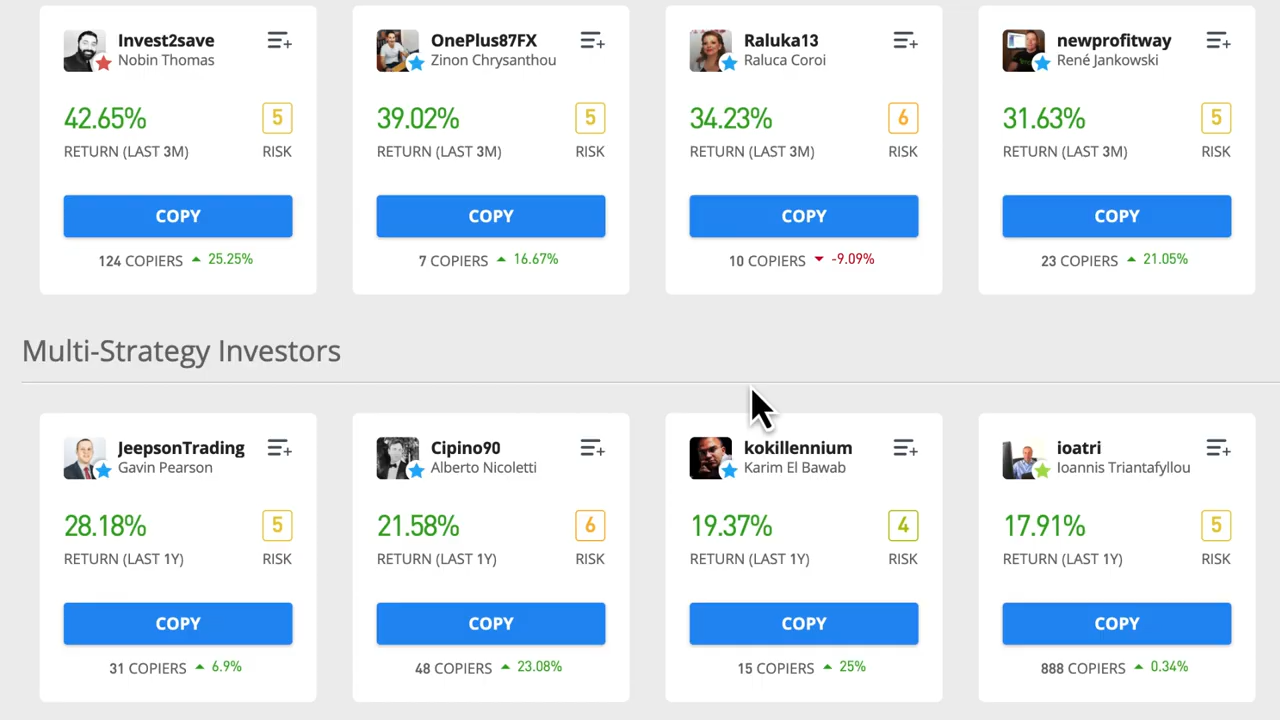 Invest2save
Nobin Thomas
42.65%
5
RETURN (LAST 3M)
RISK
COPY
124 COPIERS 25.25%
OnePlus87FX
Zinon Chrysanthou
39.02%
5
RETURN (LAST 3M)
RISK
COPY
7 COPIERS 16.67%
Raluka13
Raluca Coroi
34.23%
6
RETURN (LAST 3M)
RISK
COPY
10 COPIERS -9.09%
newprofitway
René Jankowski
31.63%
5
RETURN (LAST 3M)
RISK
COPY
23 COPIERS 21.05%
Multi-Strategy Investors
JeepsonTrading
Gavin Pearson
28.18%
5
RETURN (LAST 1Y)
RISK
COPY
31 COPIERS 6.9%
Cipino90
Alberto Nicoletti
21.58%
6
RETURN (LAST 1Y)
RISK
COPY
48 COPIERS 23.08%
kokillennium
Karim El Bawab
19.37%
4
RETURN (LAST 1Y)
RISK
COPY
15 COPIERS 25%
ioatri
Ioannis Triantafyllou
17.91%
5
RETURN (LAST 1Y)
RISK
COPY
888 COPIERS 0.34%